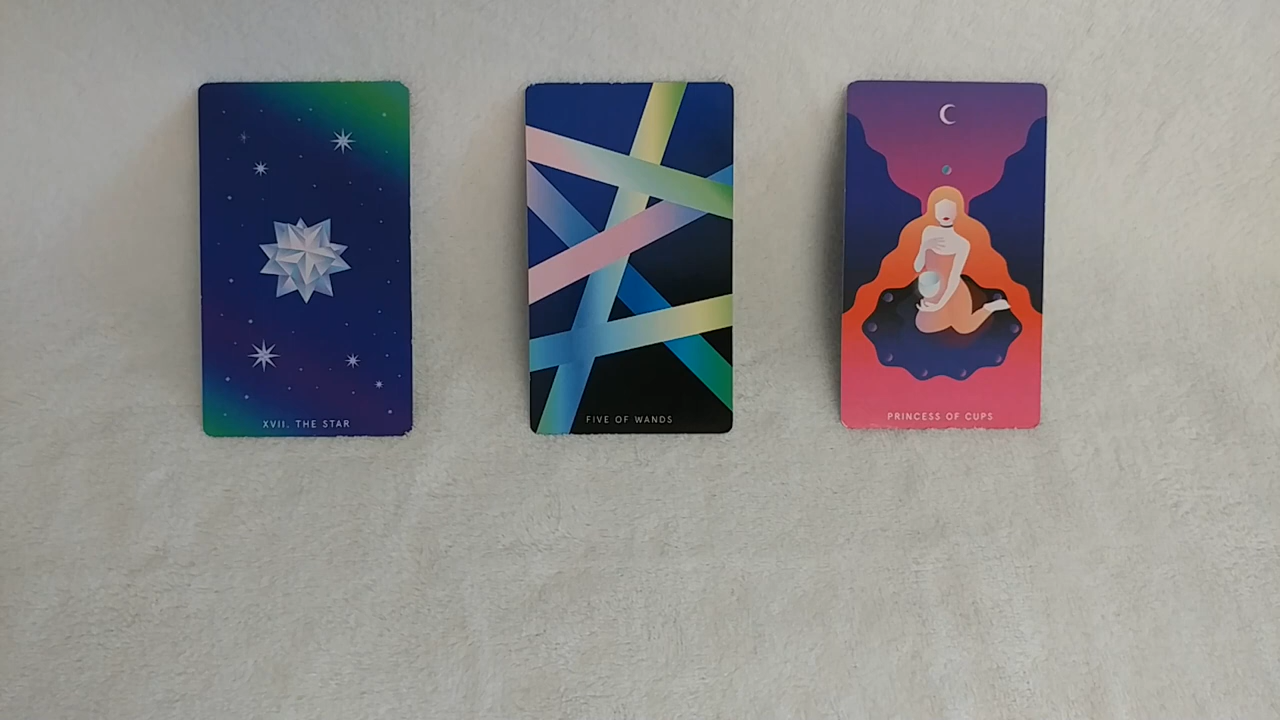 XVII. THE STAR
FIVE OF WANDS
PRINCESS OF CUPS